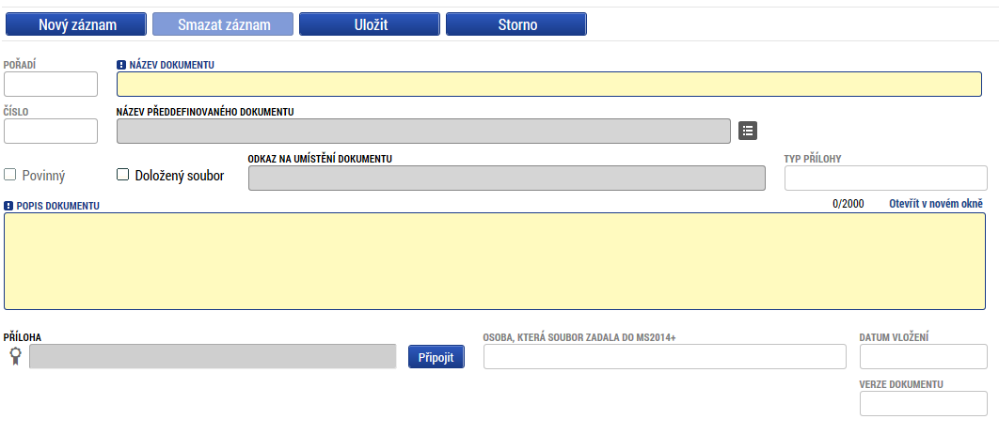 Nový záznam Smazat záznam Uložit Storno
POŘADÍ NÁZEV DOKUMENTU
ČÍSLO NÁZEV PŘEDDEFINOVANÉHO DOKUMENTU
ODKAZ NA UMÍSTĚNÍ DOKUMENTU TYP PŘÍLOHY
Povinný Doložený soubor
POPIS DOKUMENTU 0/2000 Otevřít v novém okně
PŘÍLOHA OSOBA, KTERÁ SOUBOR ZADALA DO MS2014+ DATUM VLOŽENÍ
Připojit
VERZE DOKUMENTU